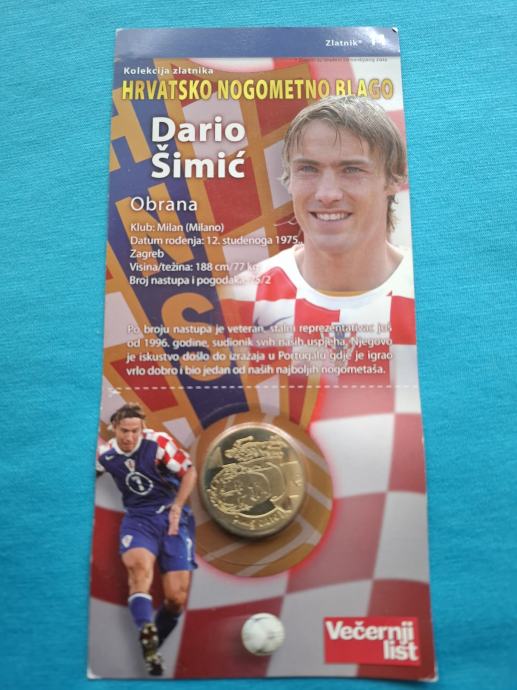 Zlatnik* 11
Kolekcija zlatnika
HRVATSKO NOGOMETNO BLAGO
Dario
Šimić
Obrana
Klub: Milan (Milano)
Datum rođenja: 12. studenoga 1975.,
Zagreb
Visina/težina: 188 cm/77 kg
Broj nastupa i pogodaka: 75/2
Po broju nastupa je veteran, stalni reprezentativac još
od 1996. godine, sudionik svih naših uspjeha. Njegovo
je iskustvo došlo do izražaja u Portugalu gdje je igrao
vrlo dobro i bio jedan od naših najboljih nogometaša.
Večernji
list